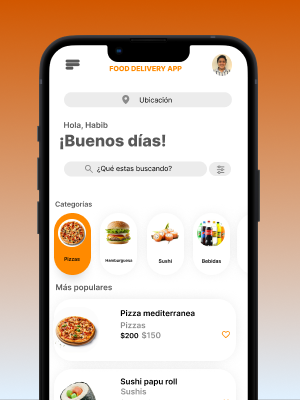 FOOD DELIVERY APP
Ubicación
Hola, Habib
¡Buenos días!
¿Qué estas buscando?
Categorías
Pizzas
Hamburguesas
Sushi
Bebidas
Más populares
Pizza mediterranea
Pizzas
$200 $150
Sushi papu roll
Sushis